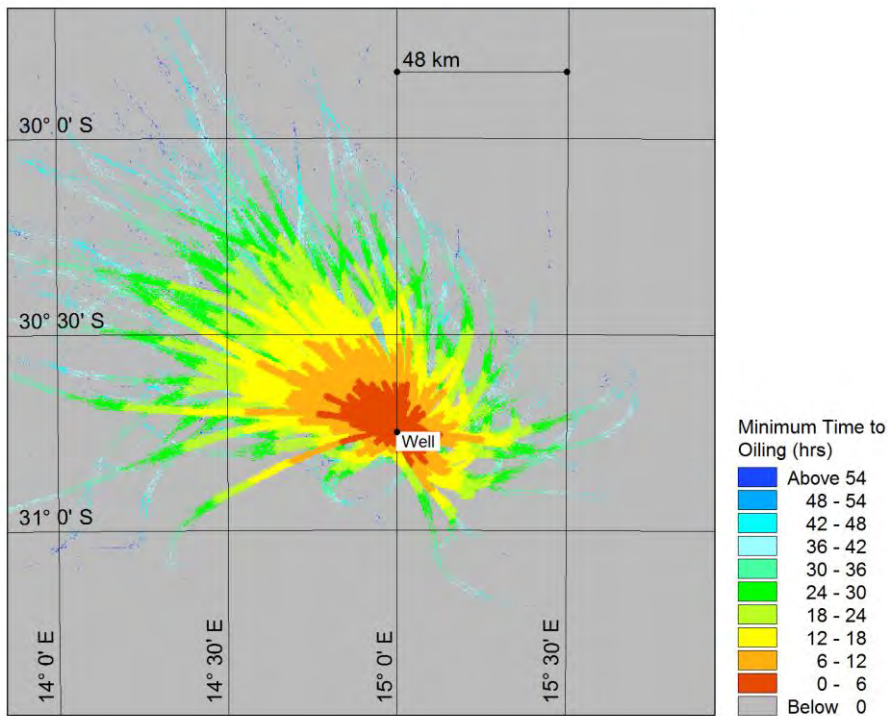 48 km
30° 0' S
30° 30' S
Well
31° 0' S
14° 0' E
14° 30' E
15° 0' E
15° 30' E
Minimum Time to
Oiling (hrs)
Above 54
48 - 54
42 - 48
36 - 42
30 - 36
24 - 30
18 - 24
12 - 18
6 - 12
0 - 6
Below 0